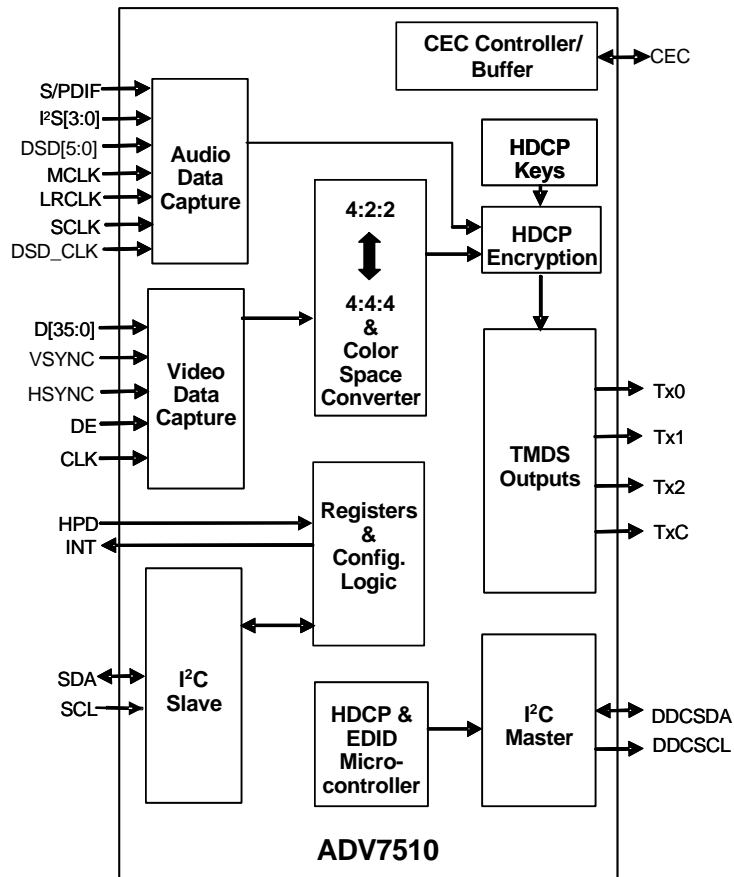 CEC Controller/
Buffer
CEC
S/PDIF
I²S[3:0]
DSD[5:0]
MCLK
LRCLK
SCLK
DSD_CLK
Audio
Data
Capture
HDCP
Keys
4:2:2
4:4:4
&
Color
Space
Converter
HDCP
Encryption
D[35:0]
VSYNC
HSYNC
DE
CLK
Video
Data
Capture
TMDS
Outputs
Tx0
Tx1
Tx2
TxC
HPD
INT
Registers
&
Config.
Logic
SDA
SCL
I²C
Slave
HDCP &
EDID
Micro-
controller
I²C
Master
DDCSDA
DDCSCL
ADV7510